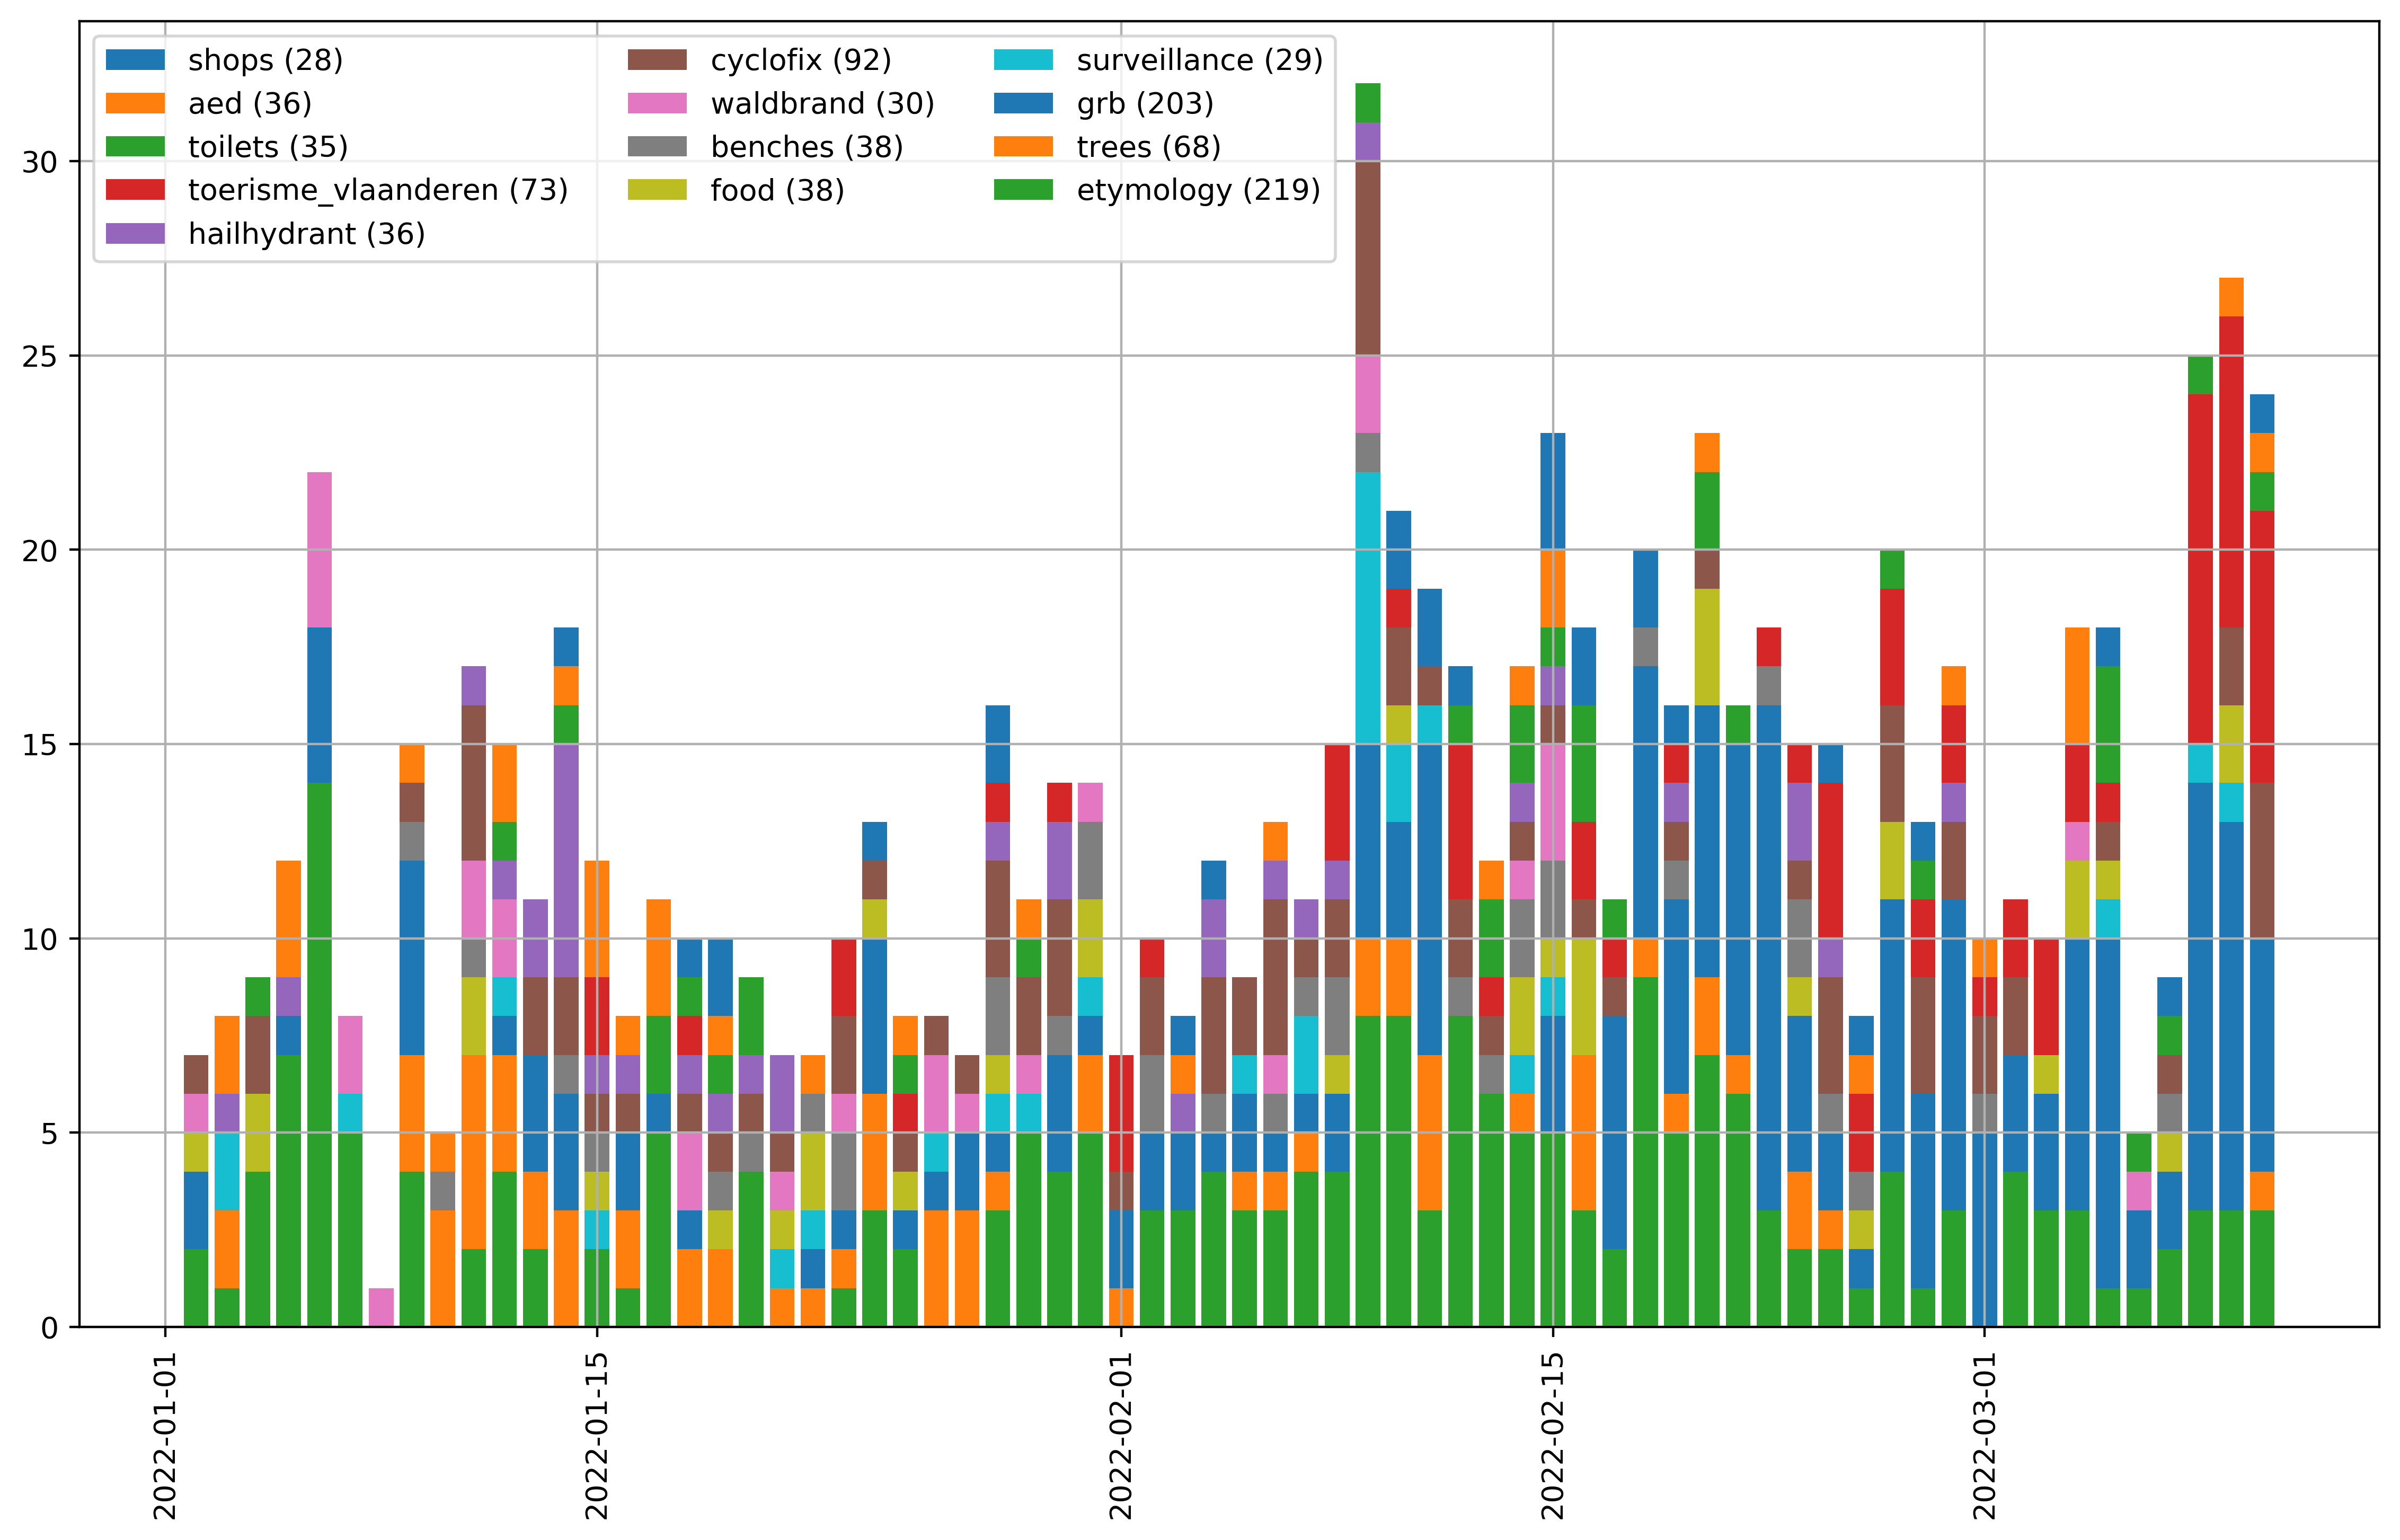 shops (28)
aed (36)
toilets (35)
toerisme_vlaanderen (73)
hailhydrant (36)
cyclofix (92)
waldbrand (30)
benches (38)
food (38)
surveillance (29)
grb (203)
trees (68)
etymology (219)
30
25
20
15
10
5
0
2022-01-01
2022-01-15
2022-02-01
2022-02-15
2022-03-01